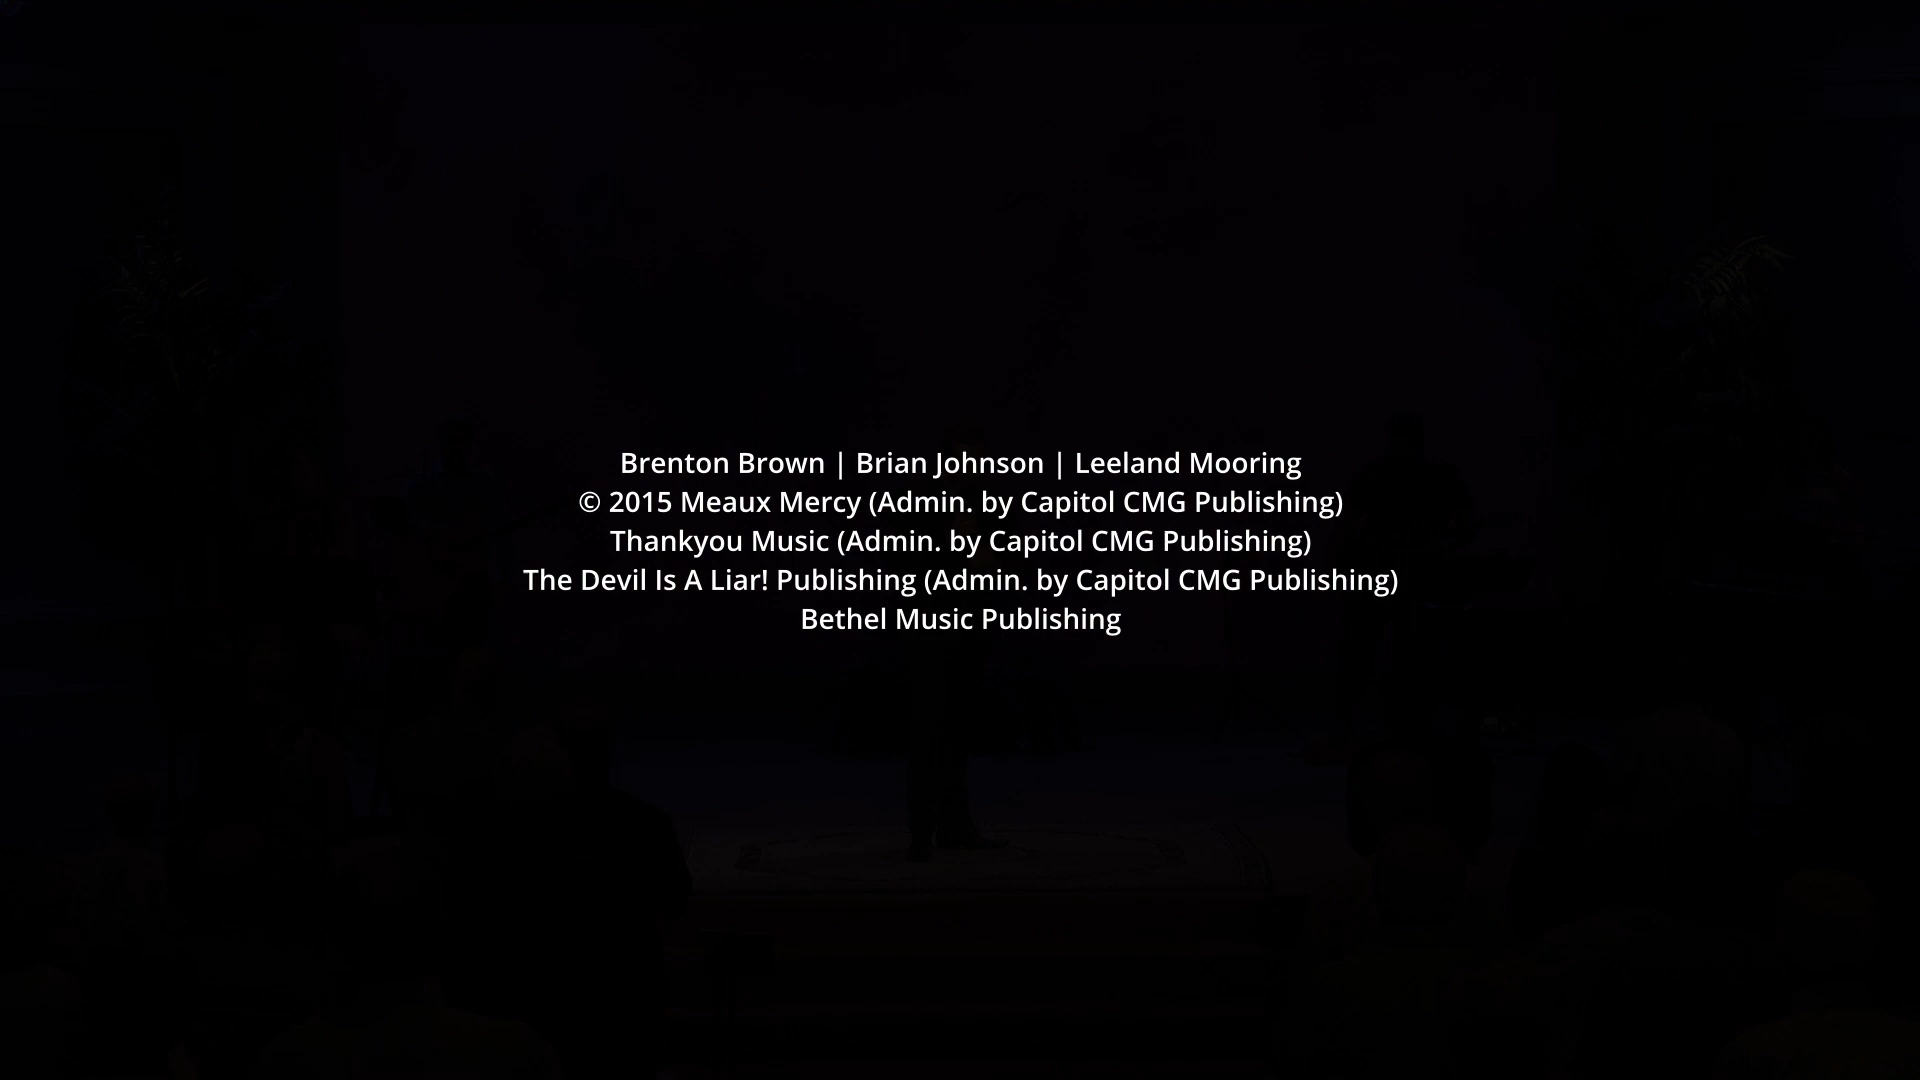 Brenton Brown | Brian Johnson | Leeland Mooring
© 2015 Meaux Mercy (Admin. by Capitol CMG Publishing)
Thankyou Music (Admin. by Capitol CMG Publishing)
The Devil Is A Liar! Publishing (Admin. by Capitol CMG Publishing)
Bethel Music Publishing